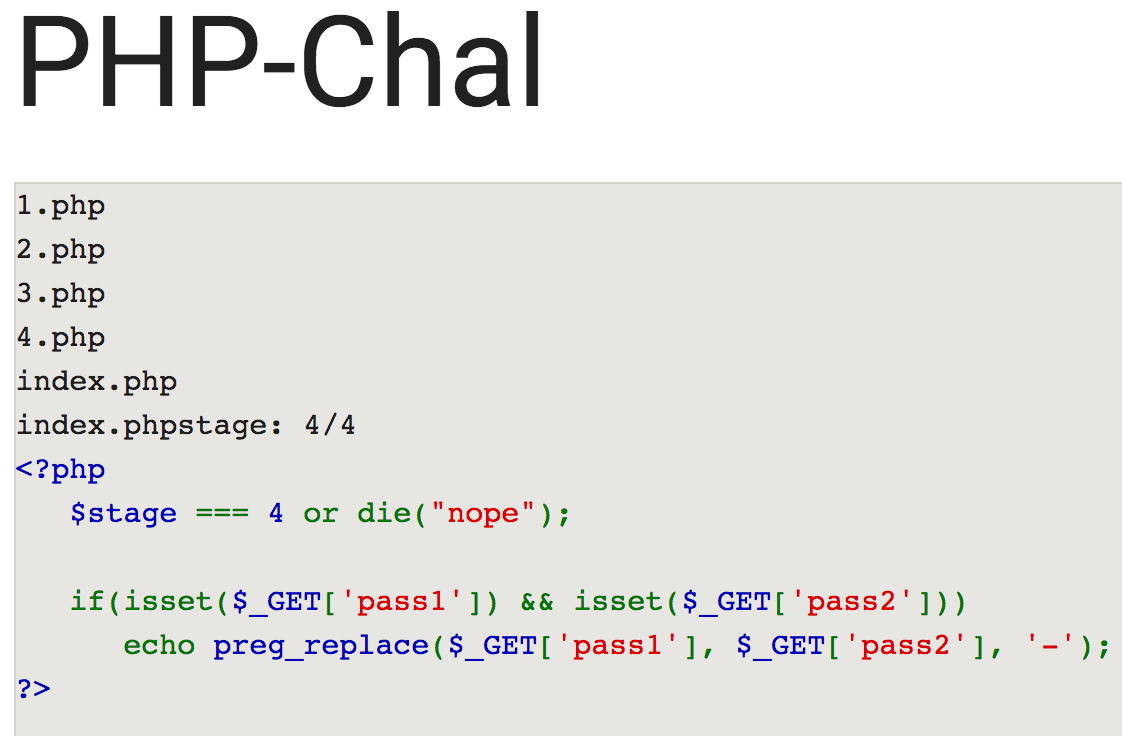 PHP-Chal
1.php
2.php
3.php
4.php
index.php
index.phpstage: 4/4
<?php
$stage === 4 or die("nope");
if(isset($_GET['pass1']) && isset($_GET['pass2']))
echo preg_replace($_GET['pass1'], $_GET['pass2'], '-');
?>